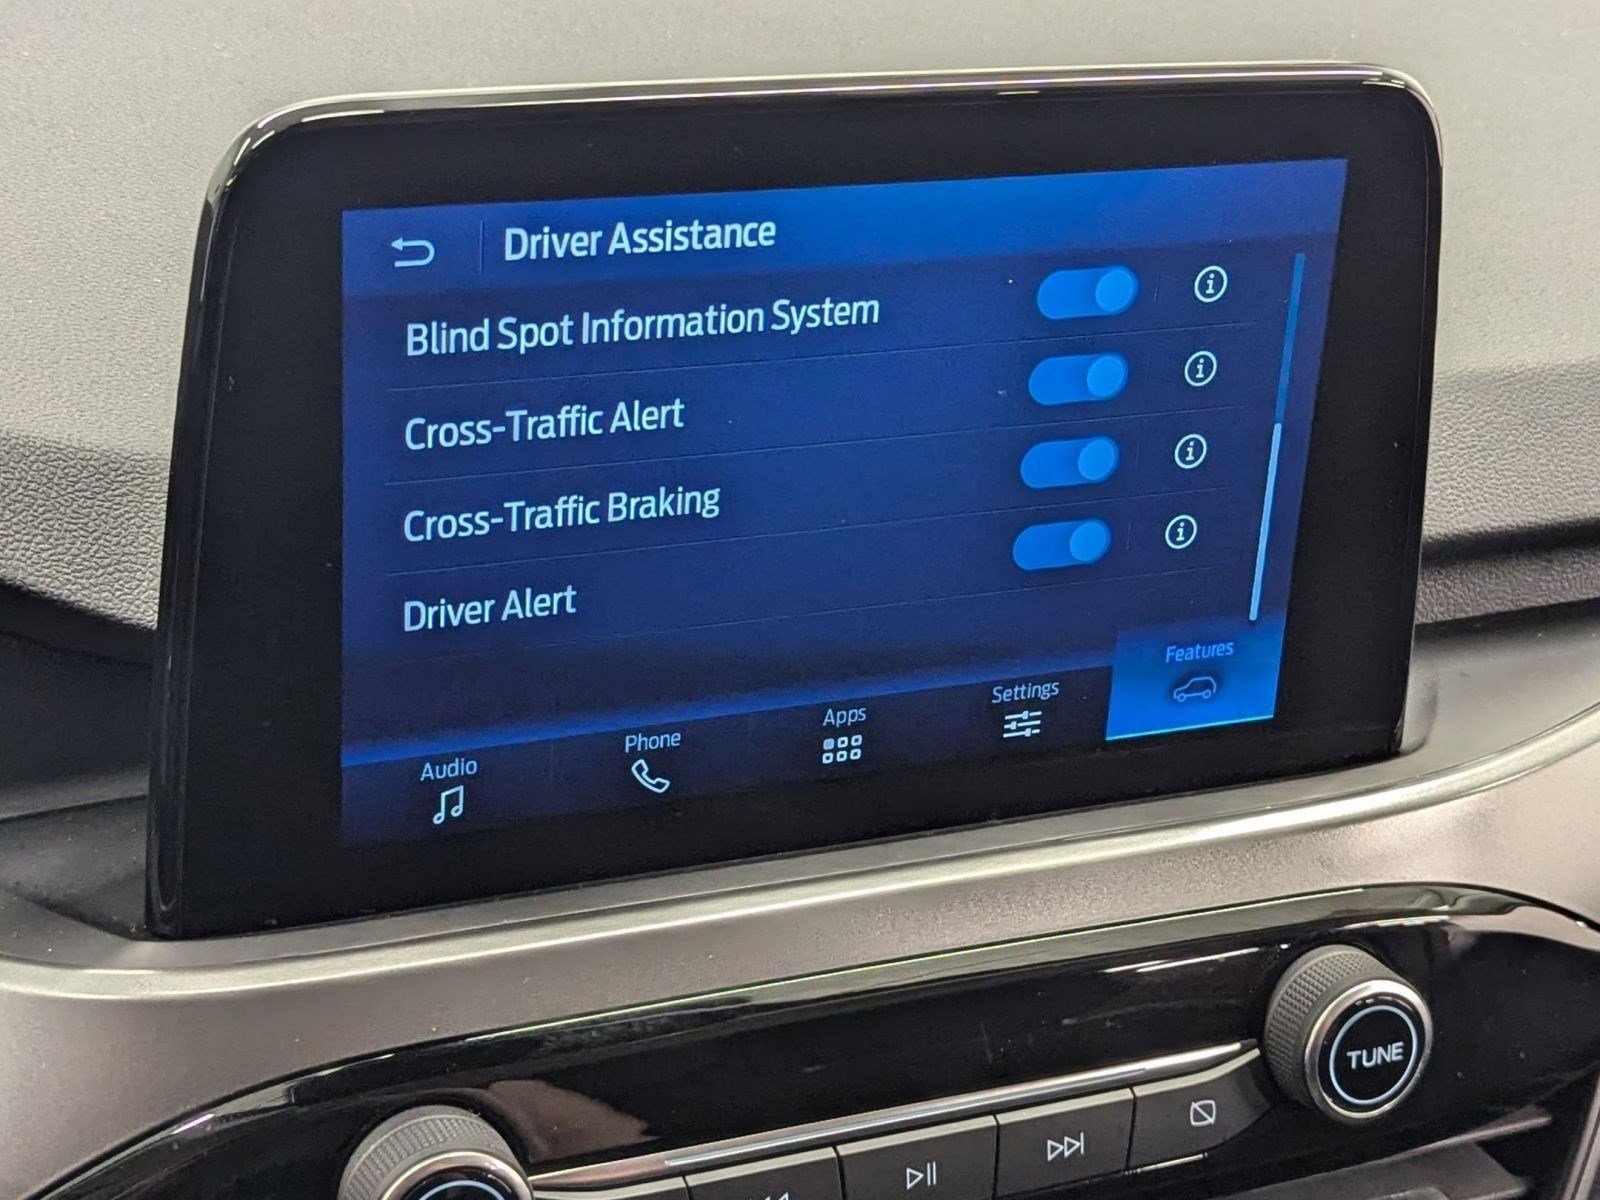 Driver Assistance
Blind Spot Information System
Cross-Traffic Alert
Cross-Traffic Braking
Driver Alert
Audio
Phone
Apps
Settings
Features
TUNE